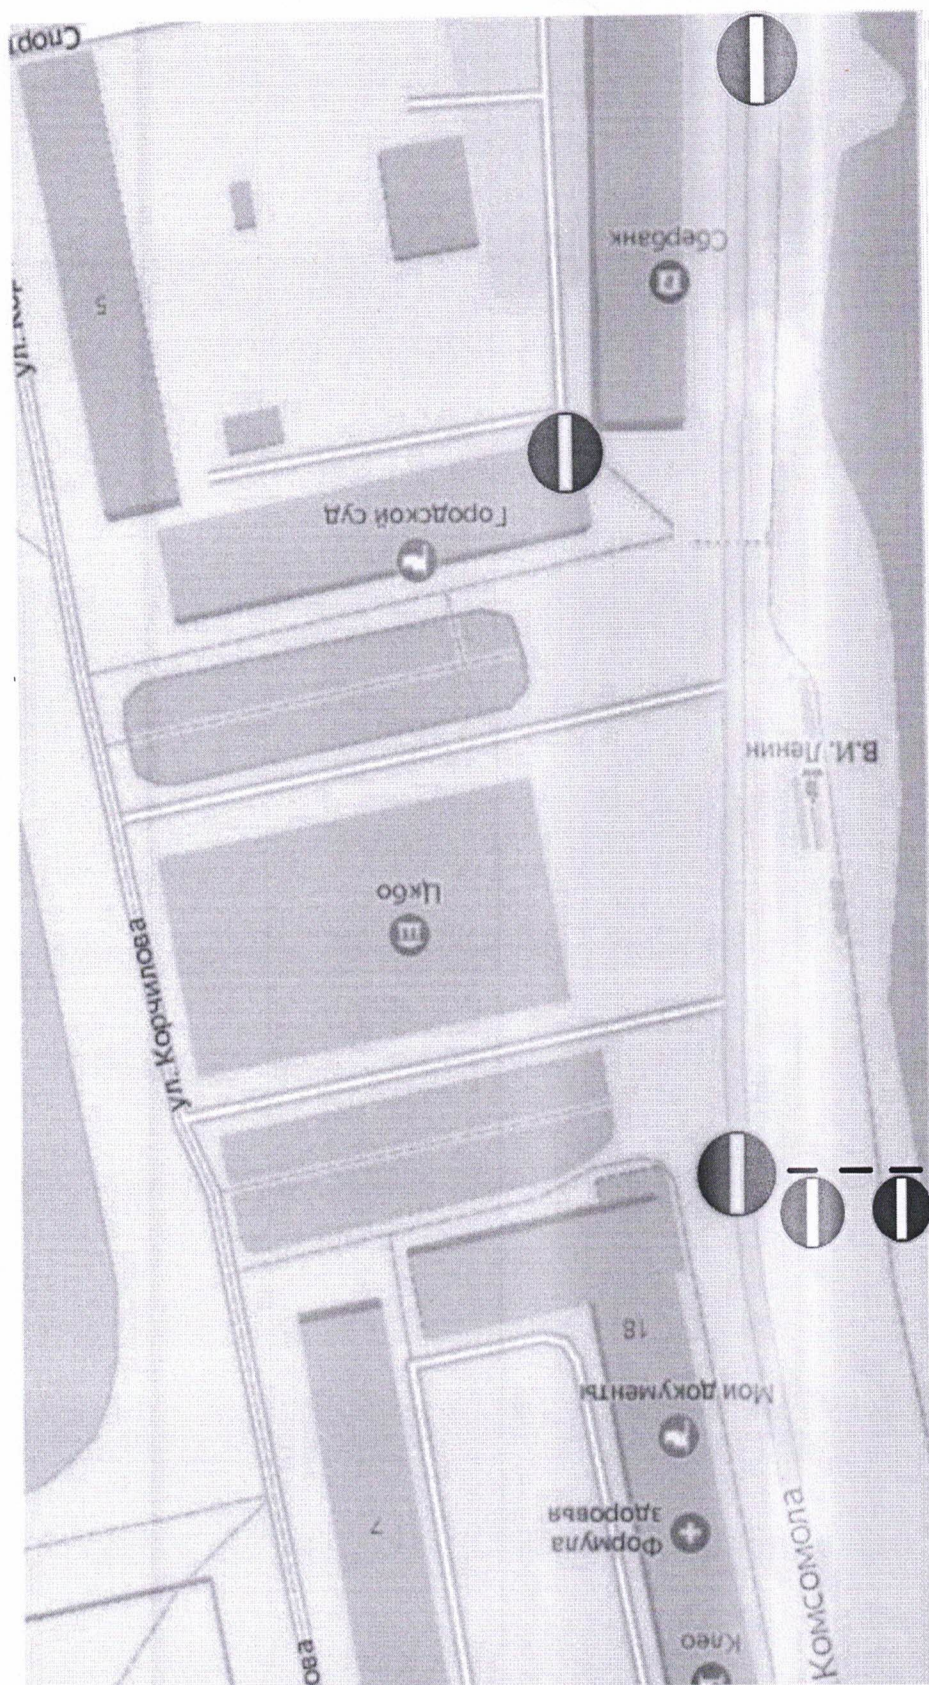 Клео
Формула
здоровья
Мои документы
18
7
Комсомола
ова
ул. Корчилова
Цкбо
В.И. Ленин
Городской суд
Сбербанк
5
ул. Кор
Спорт